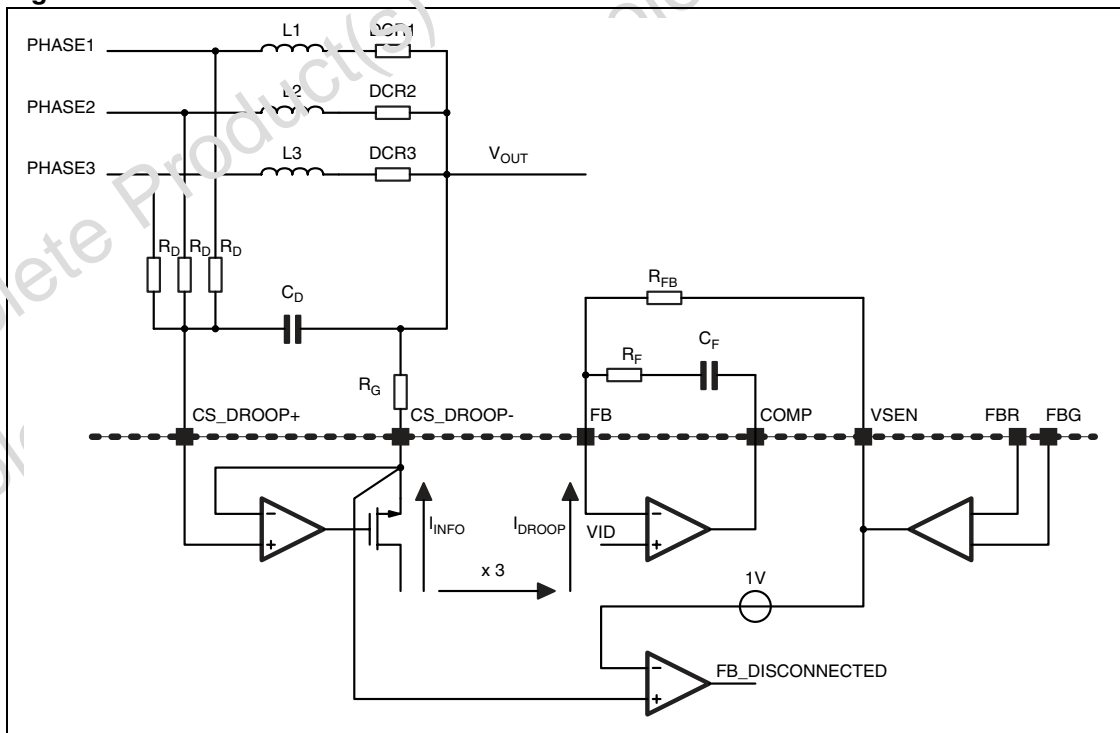 L1
DCR1
PHASE1
L2
DCR2
PHASE2
L3
DCR3
PHASE3
VOUT
RD
RD
RD
CD
RFB
RF
CF
RG
CS_DROOP+
CS_DROOP-
FB
COMP
VSEN
FBR
FBG
-
+
IINFO
IDROOP
VID
-
+
x 3
1V
-
+
FB_DISCONNECTED
Product(s)